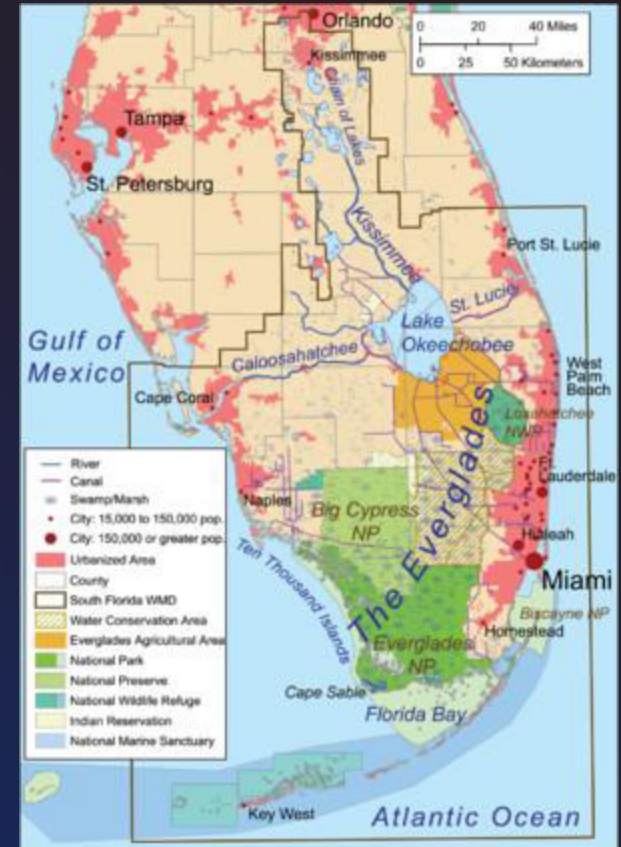 Orlando
0 40 Miles
0 25 50 Kilometers
Kissimmee
Chain of Lakes
Tampa
St. Petersburg
Kissimmee
Port St. Lucie
St. Lucie
Lake
Okeechobee
Gulf of
Mexico
Caloosahatchee
West
Palm
Beach
Cape Coral
Loxahatchee
NWR
The Everglades
Lauderdale
Naples
Big Cypress
NP
Hialeah
Miami
Ten Thousand Islands
Biscayne NP
Homestead
Everglades
NP
Cape Sable
Florida Bay
Key West
Atlantic Ocean
River
Canal
Swamp/Marsh
City: 15,000 to 150,000 pop.
City: 150,000 or greater pop.
Urbanized Area
County
South Florida WMD
Water Conservation Area
Everglades Agricultural Area
National Park
National Preserve
National Wildlife Refuge
Indian Reservation
National Marine Sanctuary